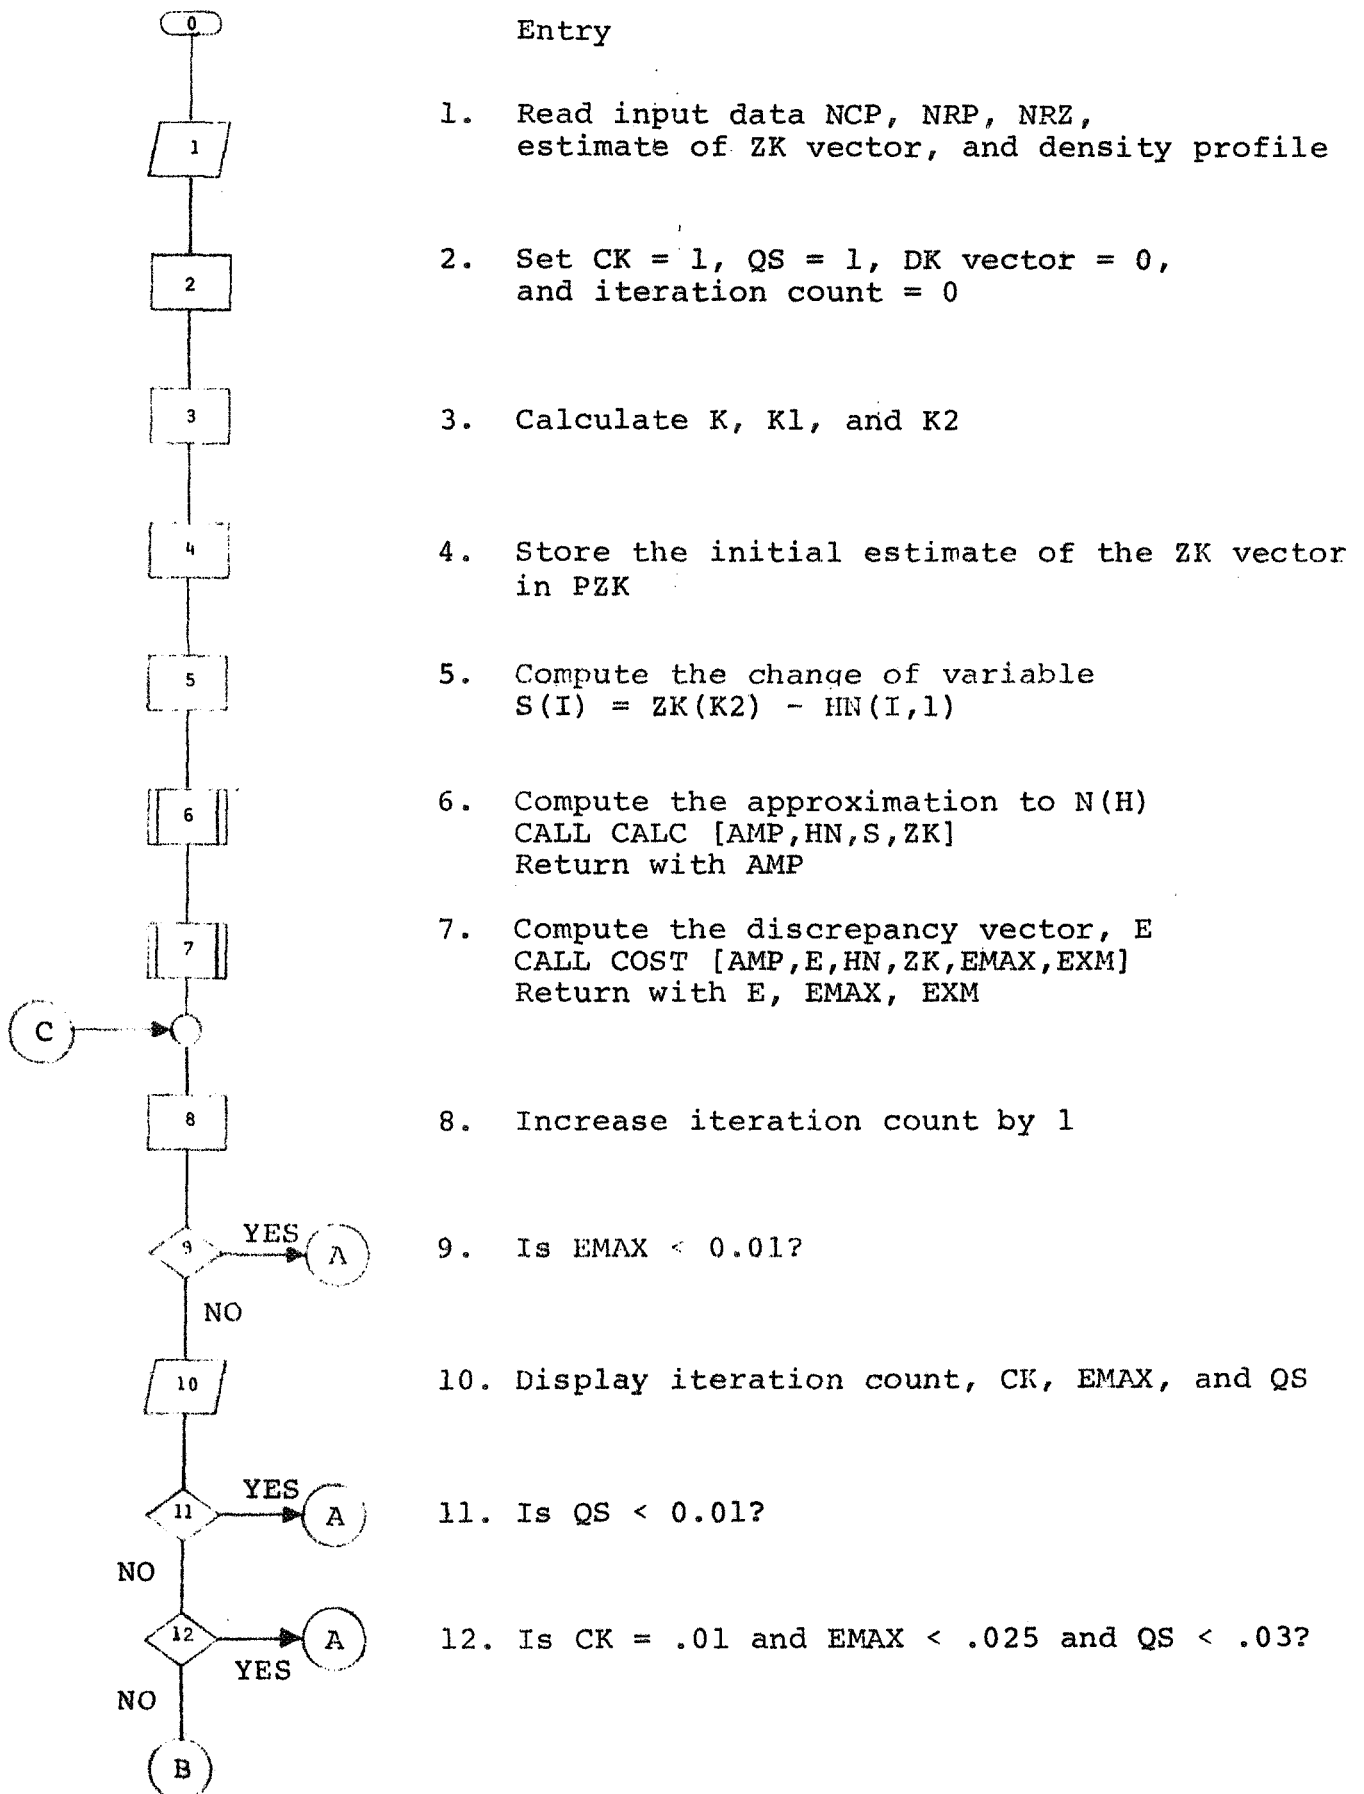 0
Entry
1
1. Read input data NCP, NRP, NRZ,
estimate of ZK vector, and density profile
2
2. Set CK = 1, QS = 1, DK vector = 0,
and iteration count = 0
3
3. Calculate K, K1, and K2
4
4. Store the initial estimate of the ZK vector
in PZK
5
5. Compute the change of variable
S(I) = ZK(K2) - HN(I,1)
6
6. Compute the approximation to N(H)
CALL CALC [AMP,HN,S,ZK]
Return with AMP
7
7. Compute the discrepancy vector, E
CALL COST [AMP,E,HN,ZK,EMAX,EXM]
Return with E, EMAX, EXM
C
8
8. Increase iteration count by 1
9
YES
A
9. Is EMAX < 0.01?
NO
10
10. Display iteration count, CK, EMAX, and QS
11
YES
A
11. Is QS < 0.01?
NO
12
YES
A
12. Is CK = .01 and EMAX < .025 and QS < .03?
NO
B